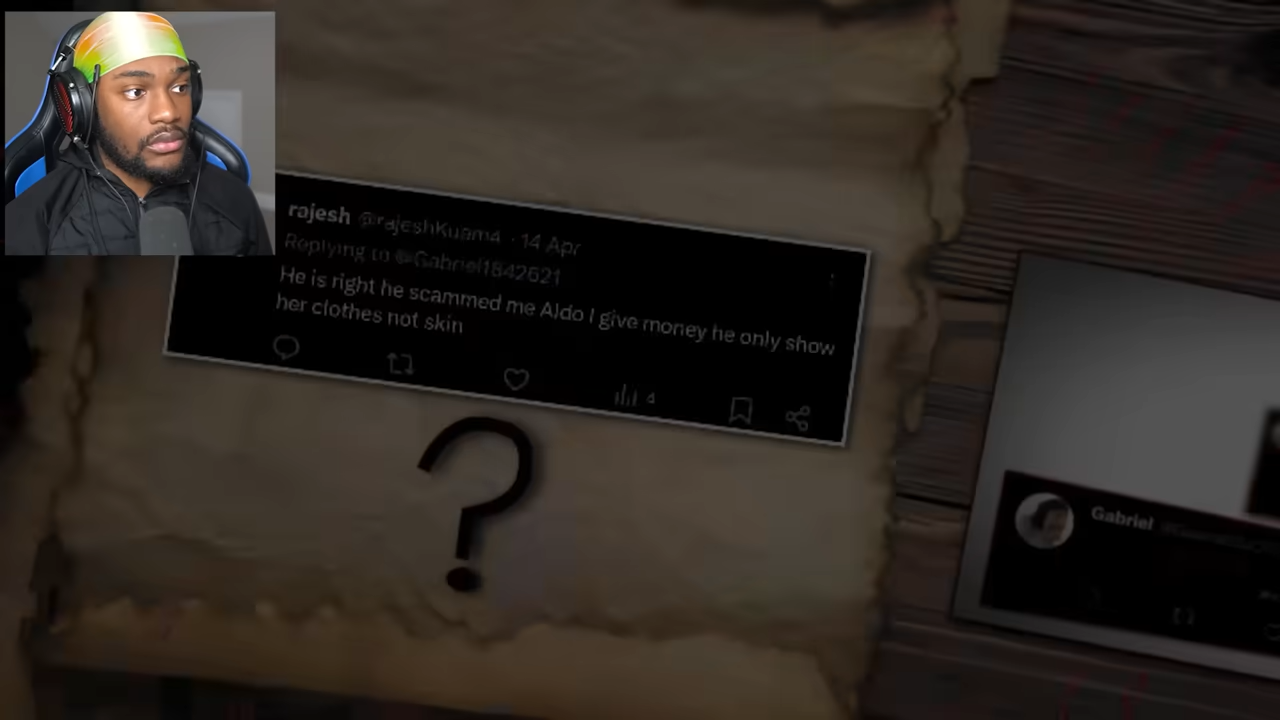 rajesh @rajeshKuam4 · 14 Apr
Replying to @Gabriel1842621
He is right he scammed me Aldo I give money he only show
her clothes not skin
4
?
Gabriel